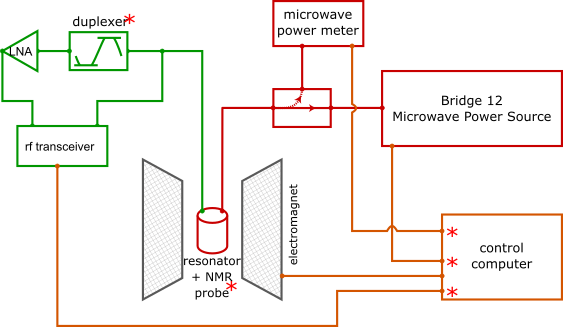 duplexer*
LNA
rf transceiver
microwave
power meter
Bridge 12
Microwave Power Source
electromagnet
resonator
+ NMR
probe*
control
computer
*
*
*